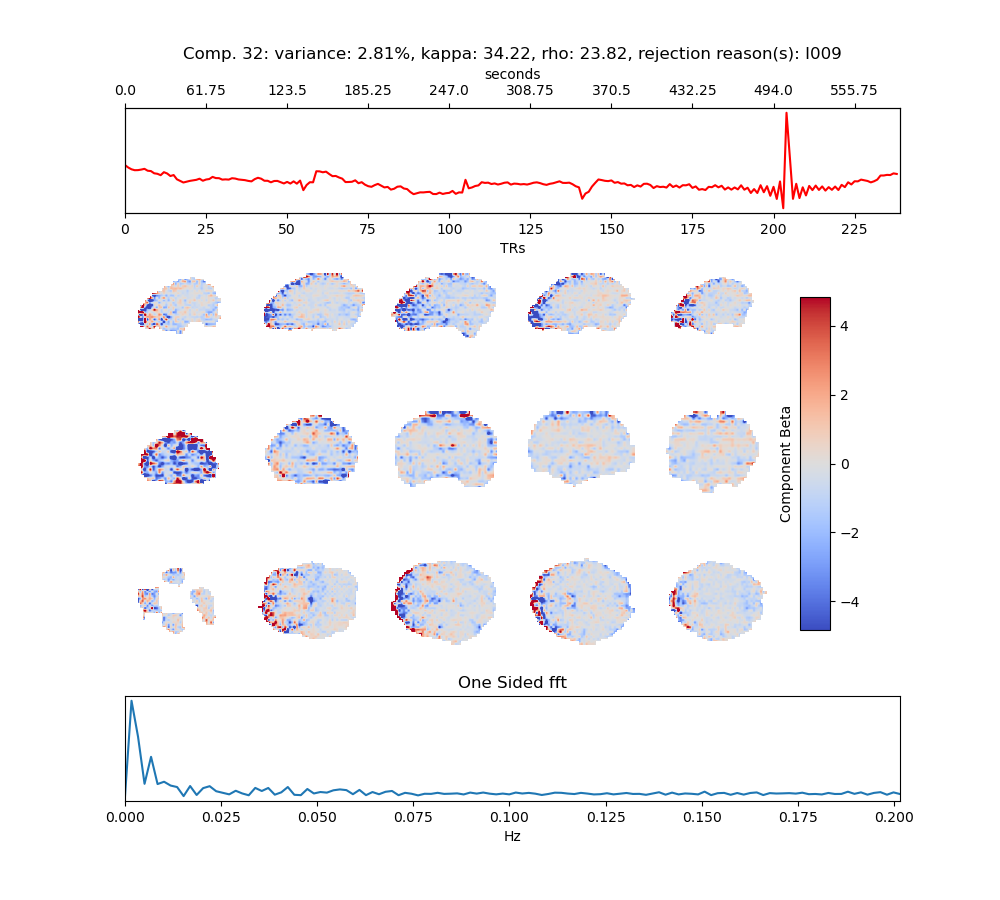 Comp. 32: variance: 2.81%, kappa: 34.22, rho: 23.82, rejection reason(s): I009
seconds
0.0 61.75 123.5 185.25 247.0 308.75 370.5 432.25 494.0 555.75
0 25 50 75 100 125 150 175 200 225
TRs
4
2
0
−2
−4
Component Beta
One Sided fft
0.000 0.025 0.050 0.075 0.100 0.125 0.150 0.175 0.200
Hz